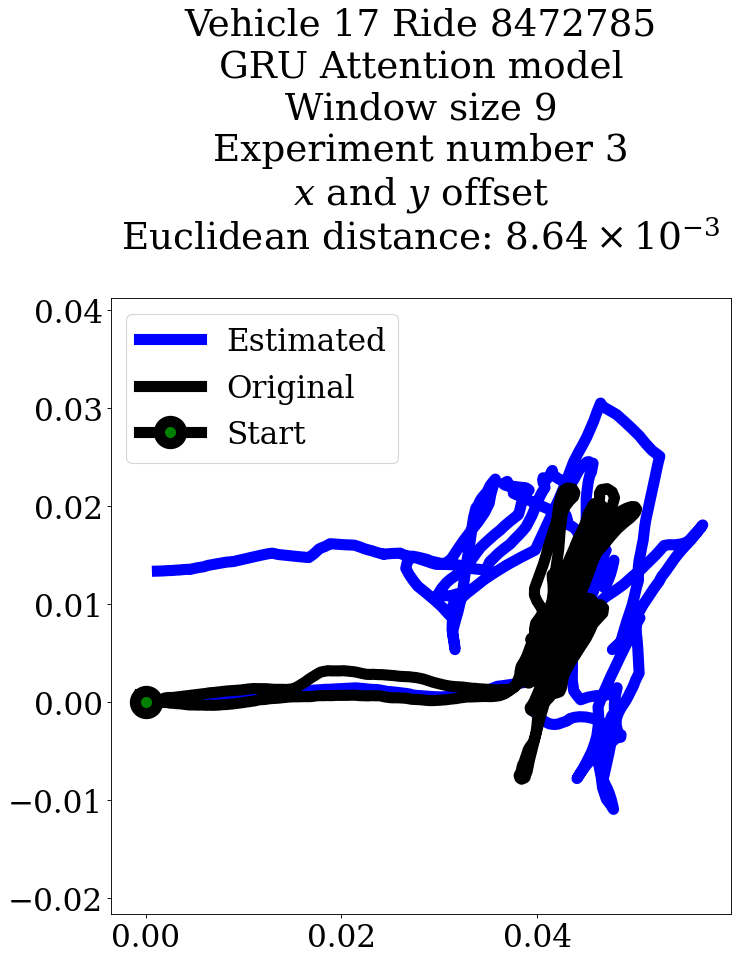 Vehicle 17 Ride 8472785
GRU Attention model
Window size 9
Experiment number 3
x and y offset
Euclidean distance: 8.64 × 10⁻³
0.04
0.03
0.02
0.01
0.00
−0.01
−0.02
Estimated
Original
Start
0.00 0.02 0.04